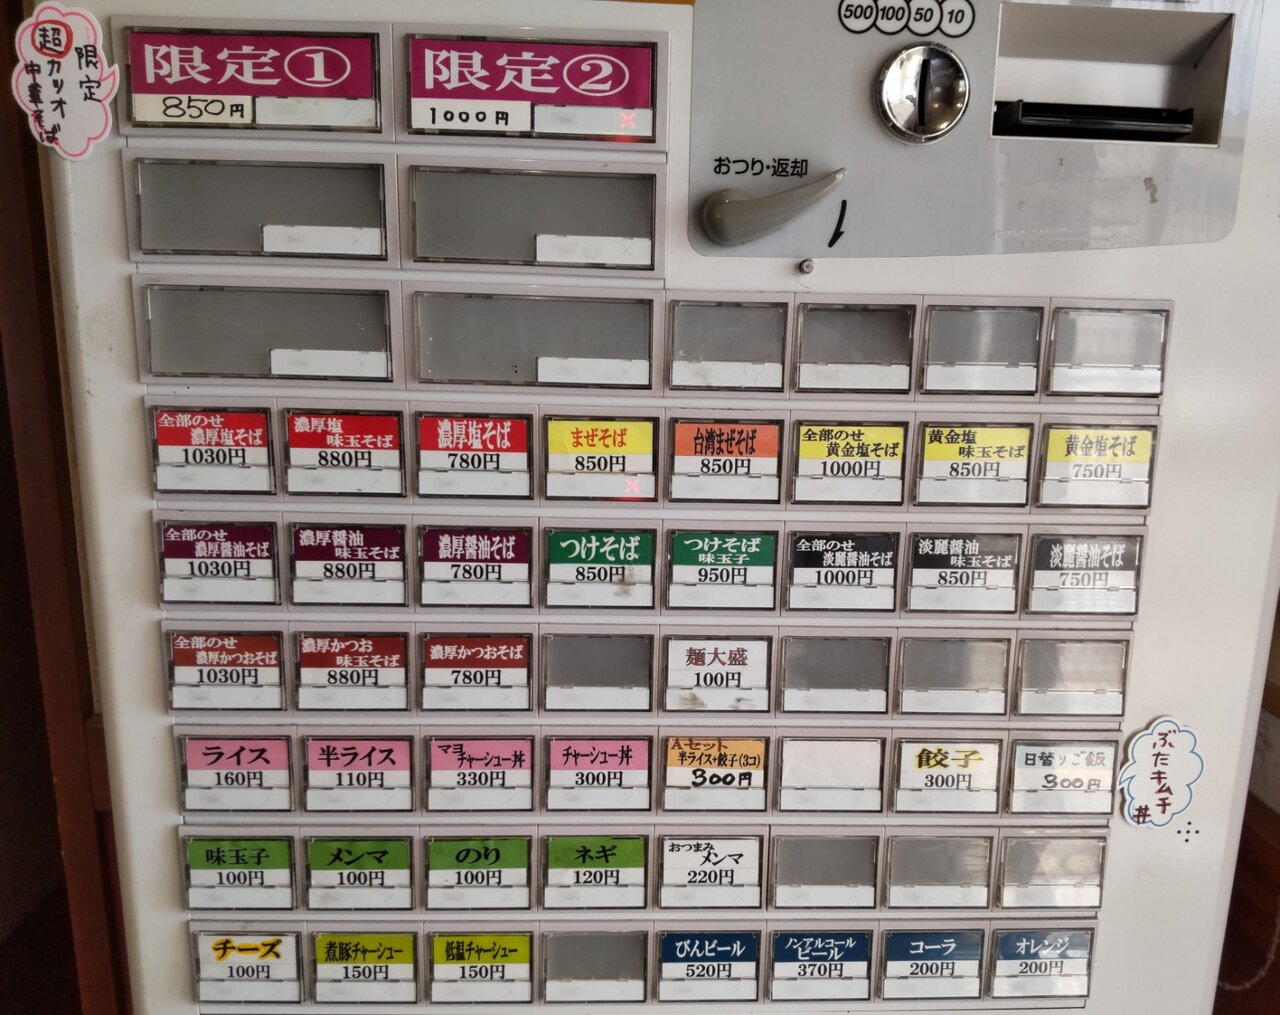 限定
超カツオ
中華そば
限定①
850円
限定②
1000円
×
500 100 50 10
おつり・返却
全部のせ
濃厚塩そば
1030円
濃厚塩
味玉そば
880円
濃厚塩そば
780円
まぜそば
850円
×
台湾まぜそば
850円
全部のせ
黄金塩そば
1000円
黄金塩
味玉そば
850円
黄金塩そば
750円
全部のせ
濃厚醤油そば
1030円
濃厚醤油
味玉そば
880円
濃厚醤油そば
780円
つけそば
850円
つけそば
味玉子
950円
全部のせ
淡麗醤油そば
1000円
淡麗醤油
味玉そば
850円
淡麗醤油そば
750円
全部のせ
濃厚かつおそば
1030円
濃厚かつお
味玉そば
880円
濃厚かつおそば
780円
麺大盛
100円
ライス
160円
半ライス
110円
マヨ
チャーシュー丼
330円
チャーシュー丼
300円
Aセット
半ライス+餃子(3コ)
300円
餃子
300円
日替りご飯
300円
ぶたキムチ
丼
味玉子
100円
メンマ
100円
のり
100円
ネギ
120円
おつまみ
メンマ
220円
チーズ
100円
煮豚チャーシュー
150円
低温チャーシュー
150円
びんビール
520円
ノンアルコール
ビール
370円
コーラ
200円
オレンジ
200円